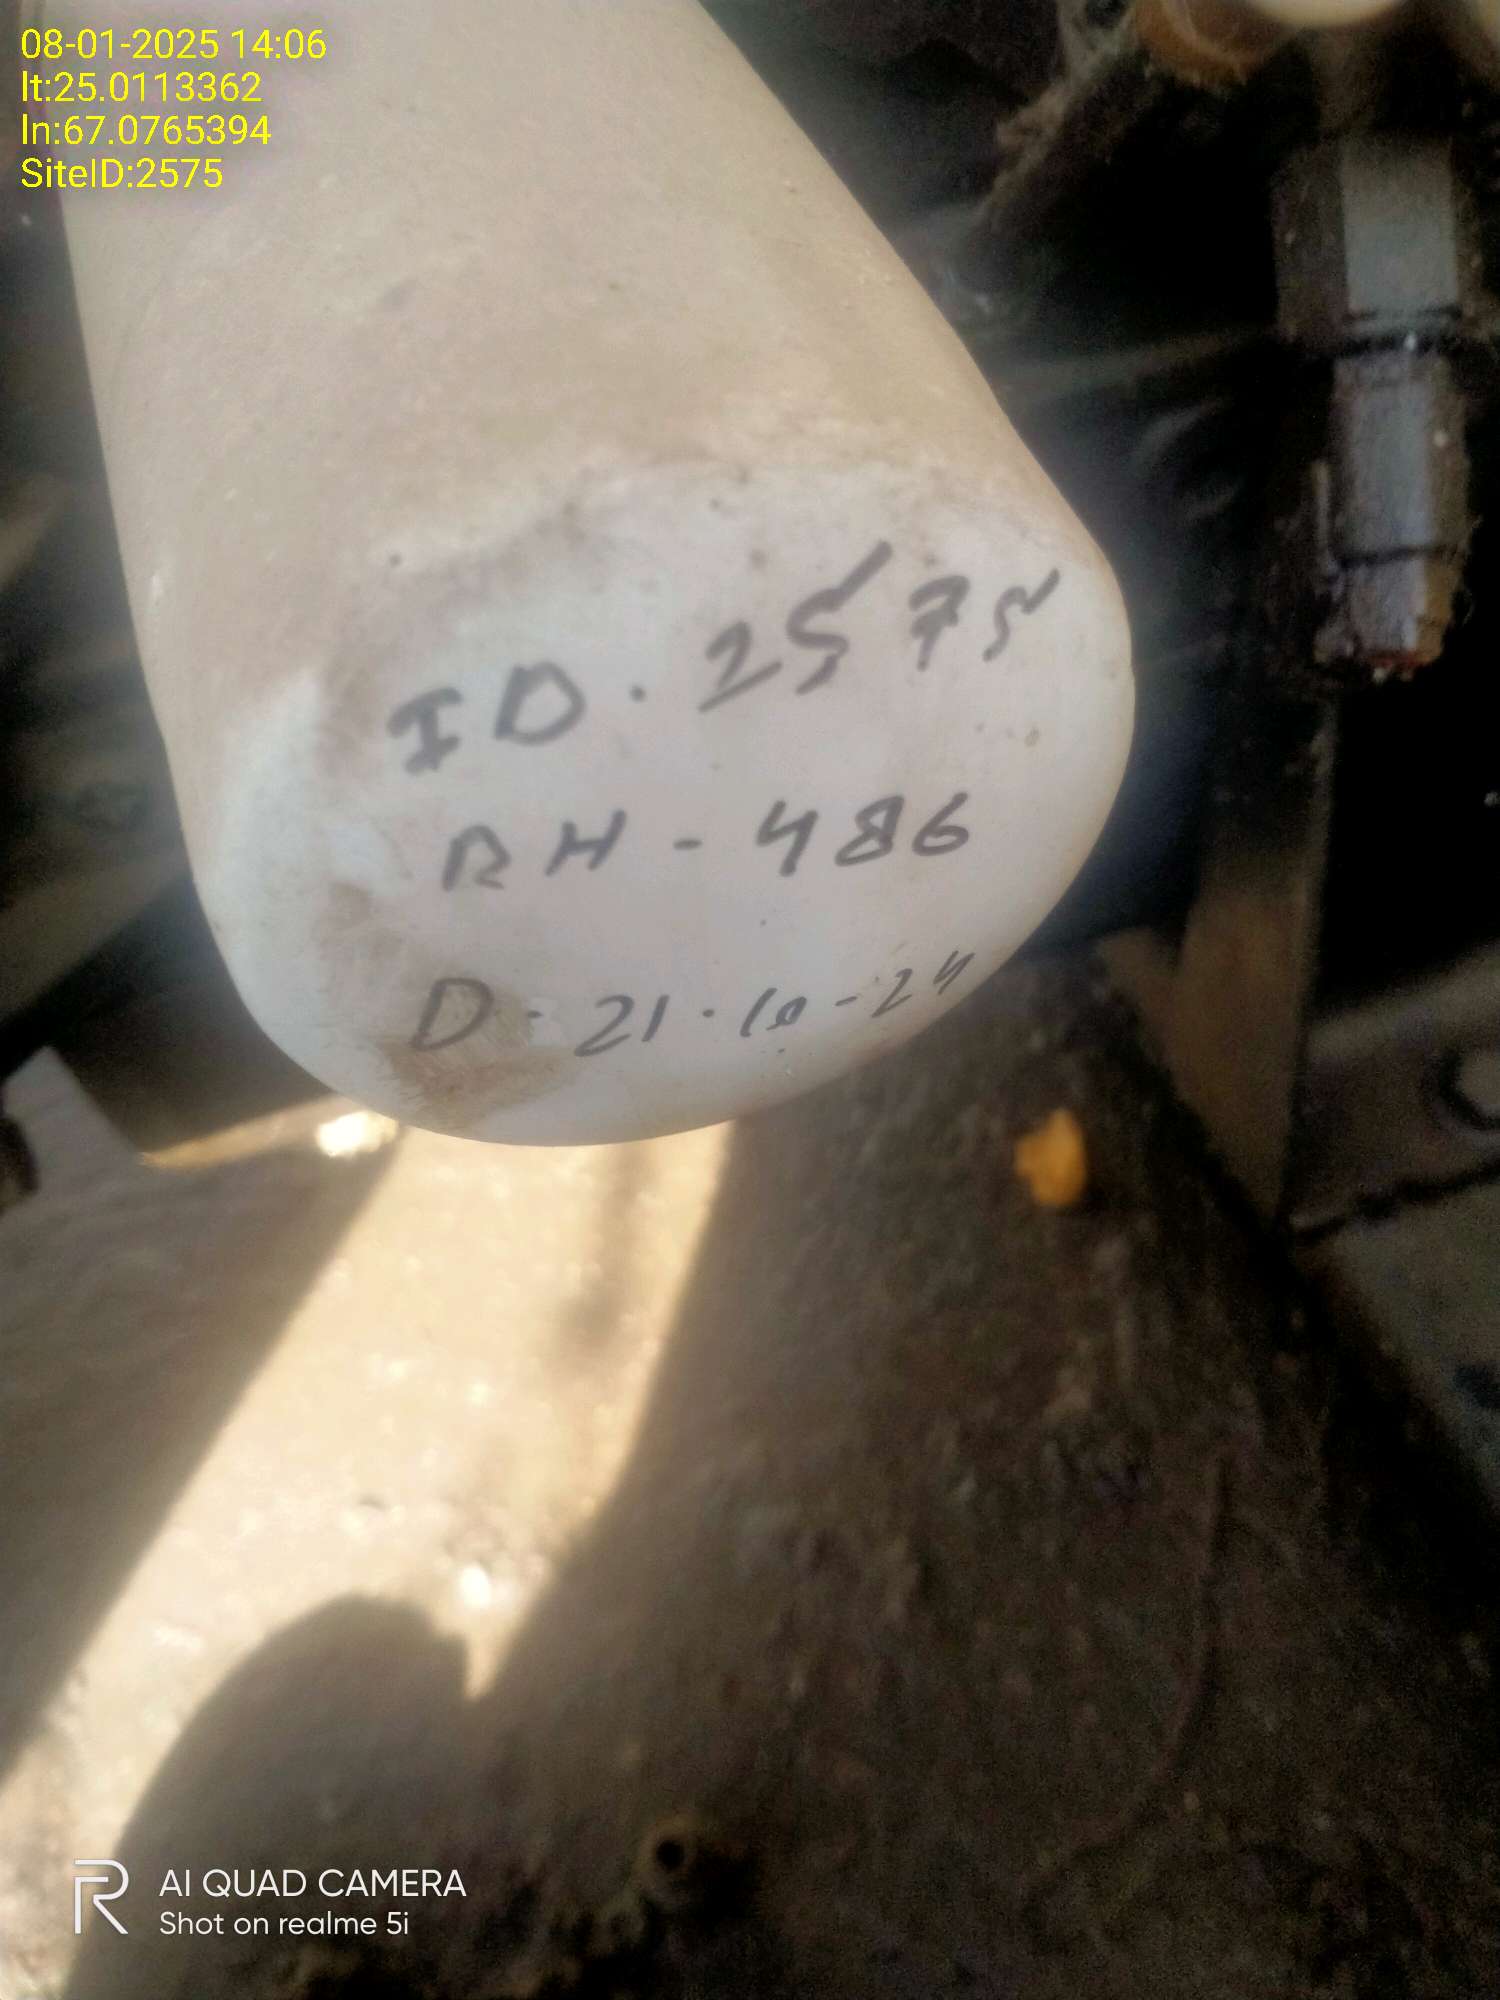 08-01-2025 14:06
lt:25.0113362
ln:67.0765394
SiteID:2575
ID. 2575
RH - 486
D. 21.10-24
AI QUAD CAMERA
Shot on realme 5i